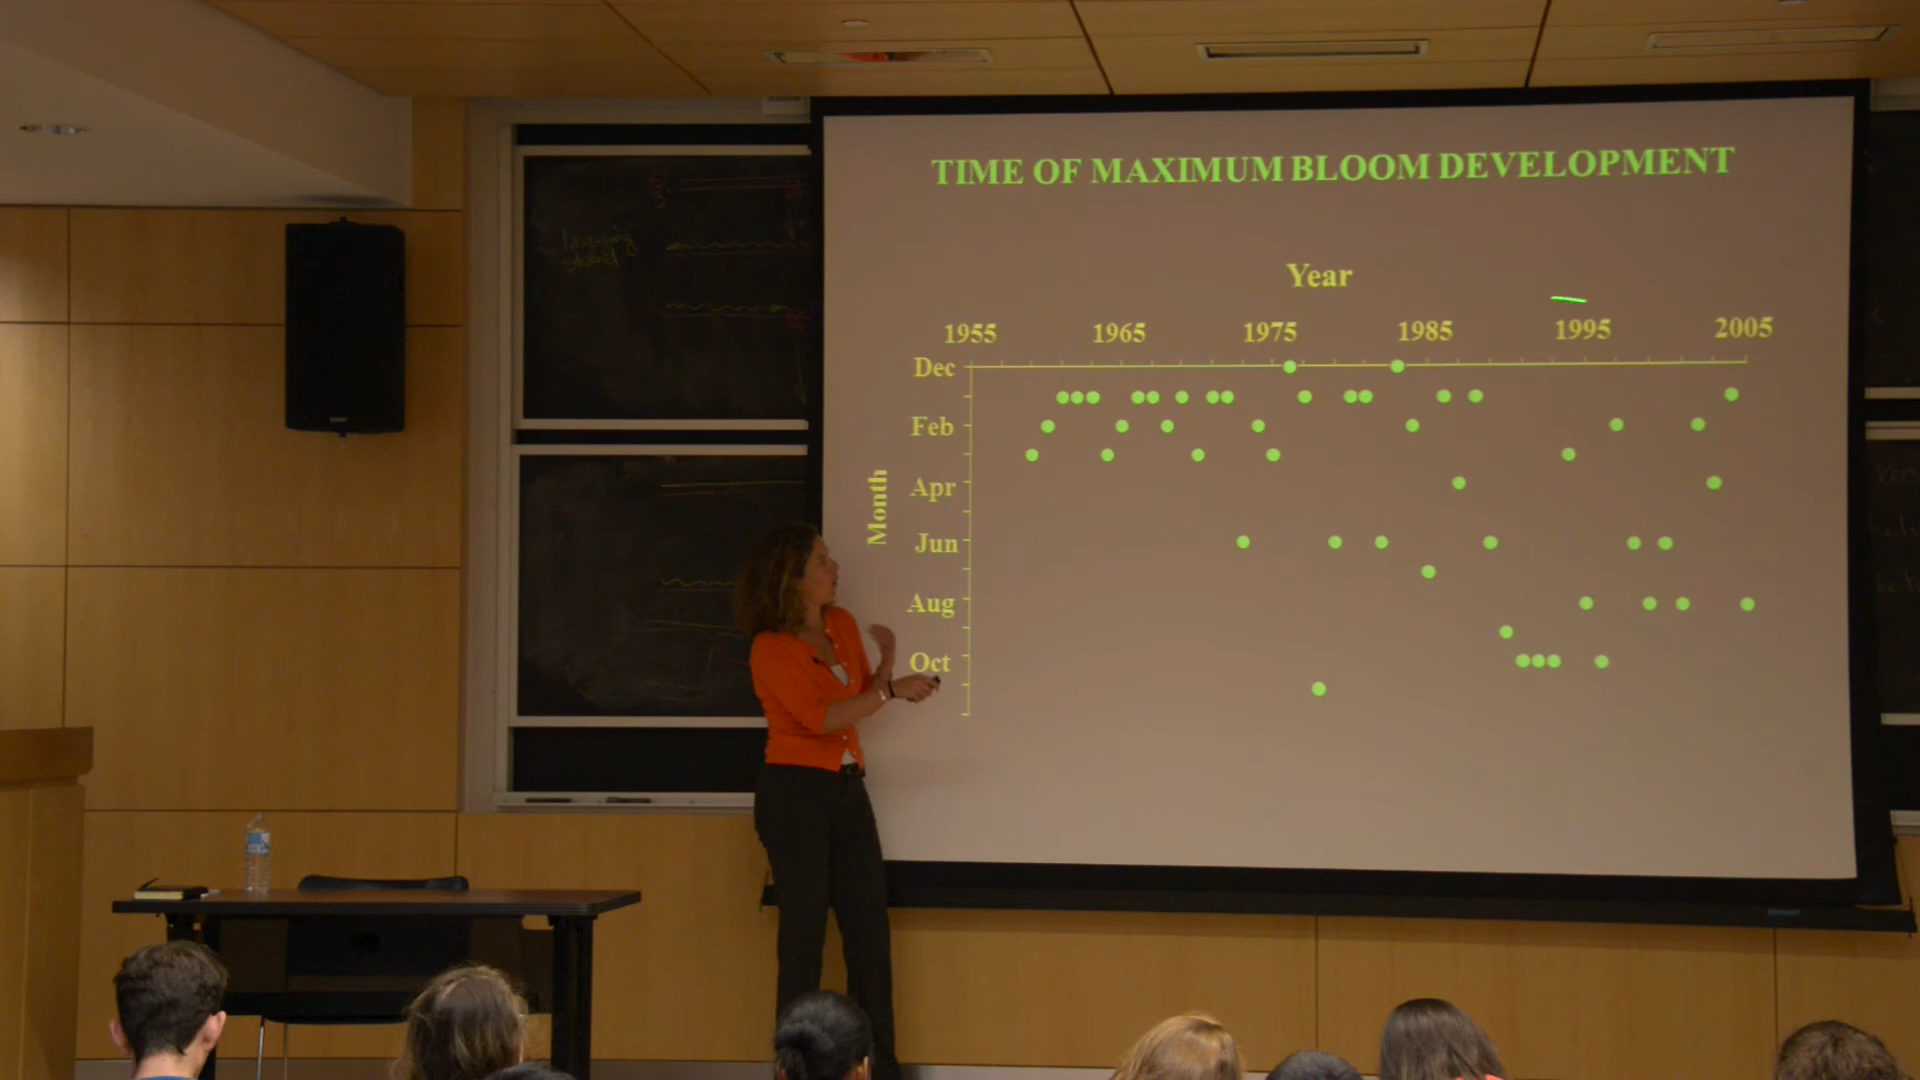 TIME OF MAXIMUM BLOOM DEVELOPMENT
Year
1955 1965 1975 1985 1995 2005
Dec
Feb
Apr
Jun
Aug
Oct
Month